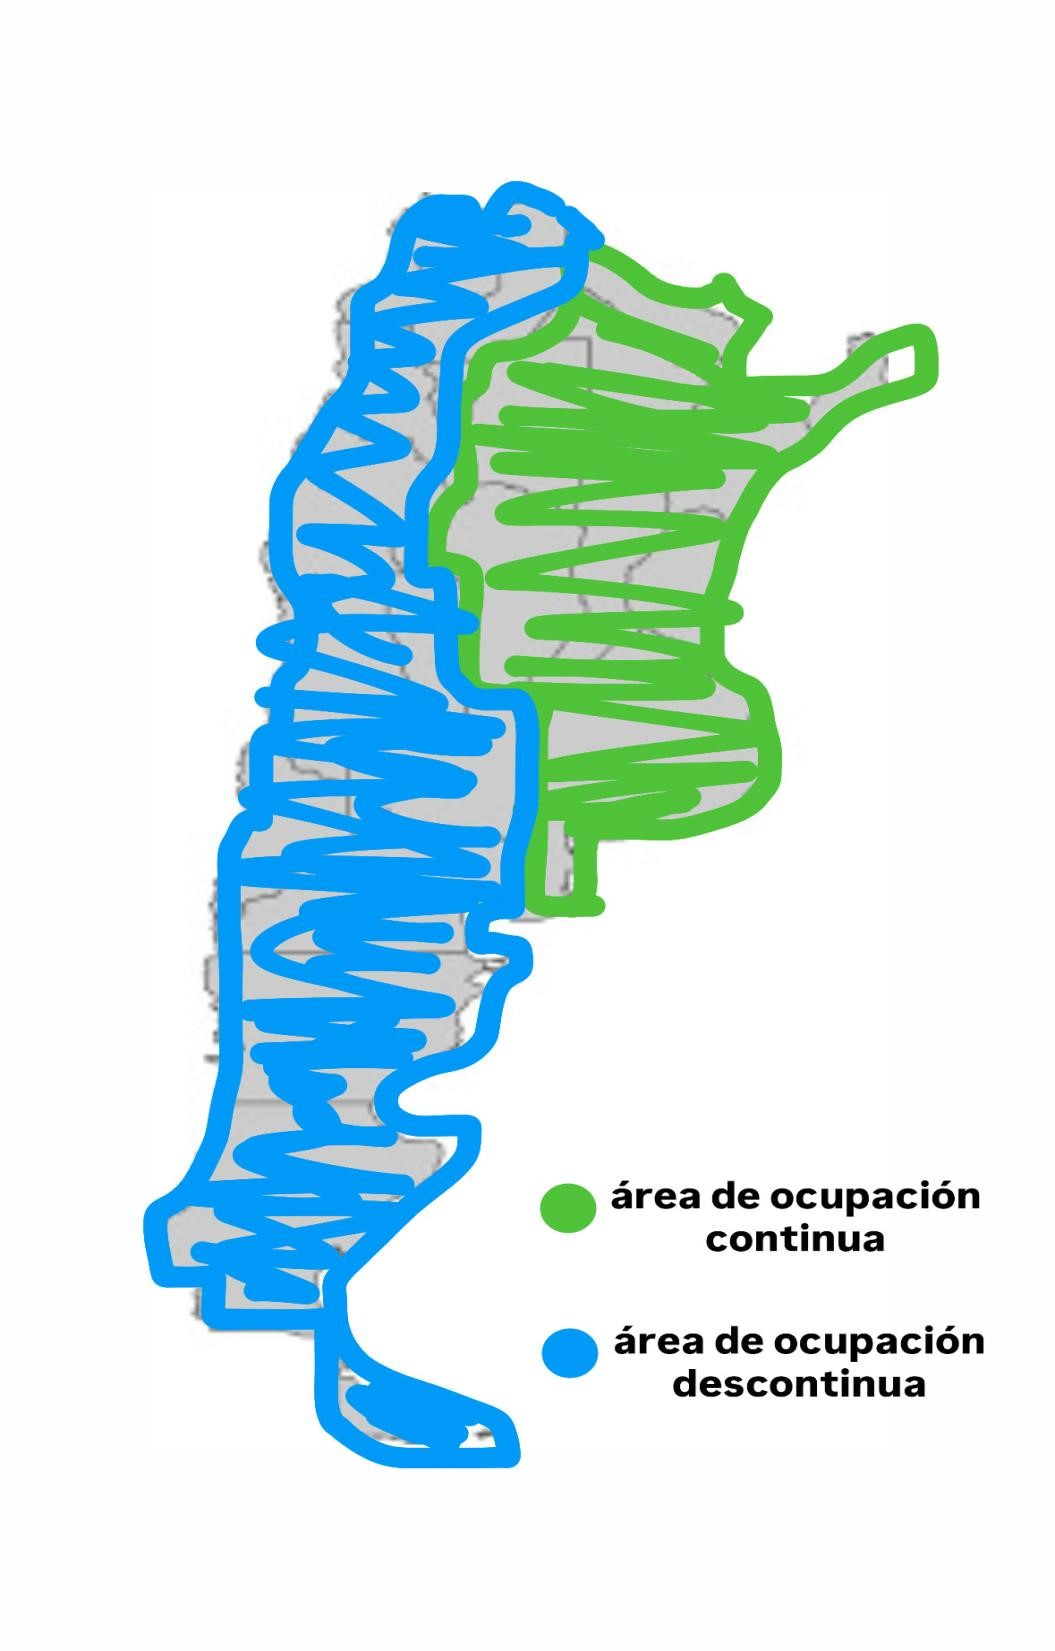 área de ocupación
continua
área de ocupación
descontinua